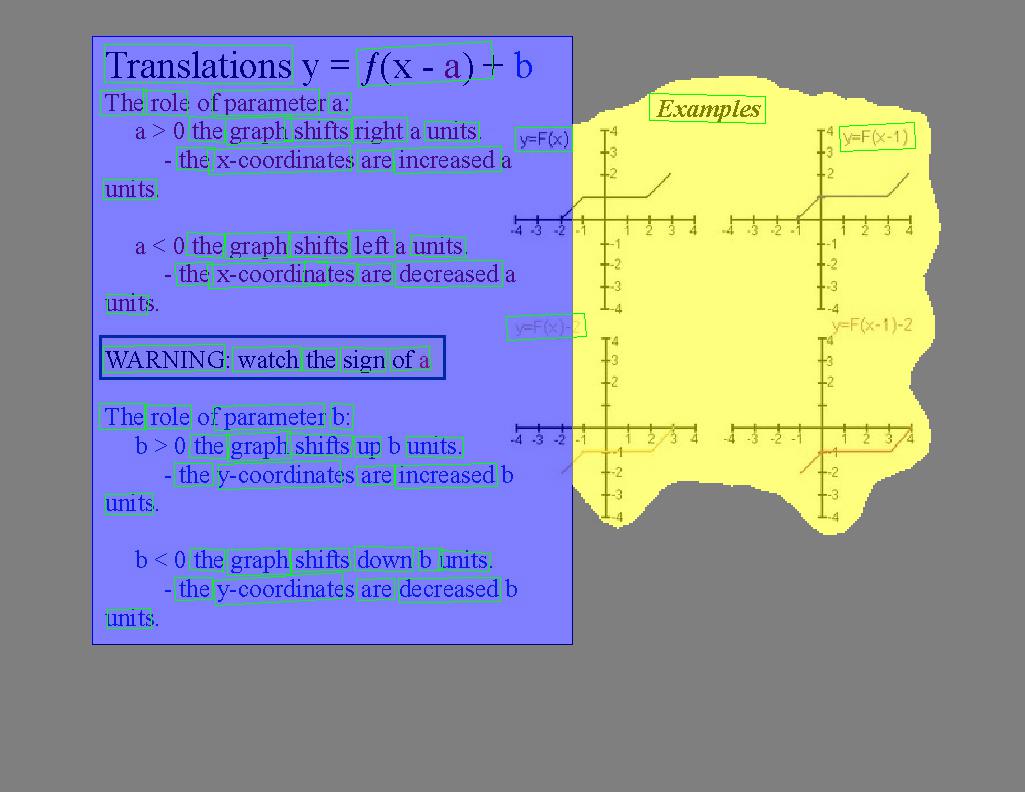 Translations y = f(x - a) + b
The role of parameter a:
a > 0 the graph shifts right a units.
- the x-coordinates are increased a
units.
a < 0 the graph shifts left a units.
- the x-coordinates are decreased a
units.
WARNING: watch the sign of a
The role of parameter b:
b > 0 the graph shifts up b units.
- the y-coordinates are increased b
units.
b < 0 the graph shifts down b units.
- the y-coordinates are decreased b
units.
Examples
y=F(x)
4
3
2
-4 -3 -2 -1 1 2 3 4
-1
-2
-3
-4
y=F(x-1)
4
3
2
-4 -3 -2 -1 1 2 3 4
-1
-2
-3
-4
y=F(x)-2
4
3
2
-4 -3 -2 -1 1 2 3 4
-1
-2
-3
-4
y=F(x-1)-2
4
3
2
-4 -3 -2 -1 1 2 3 4
-1
-2
-3
-4